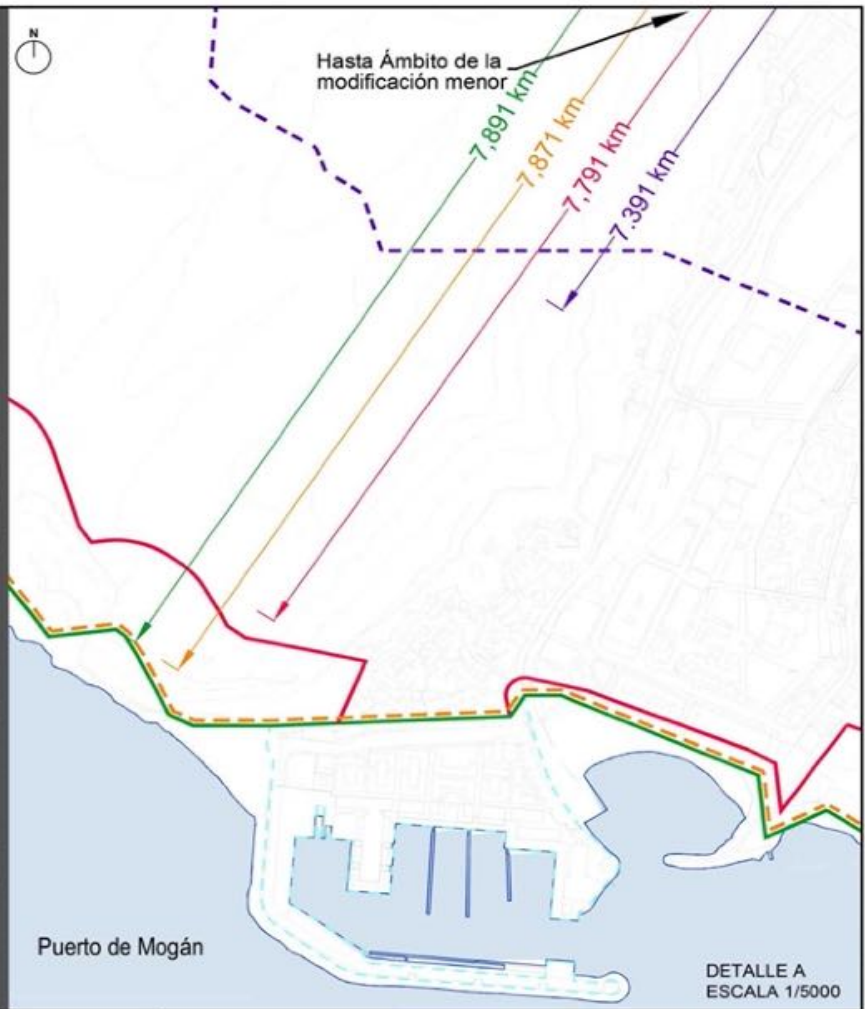 N
Hasta Ámbito de la
modificación menor
7,891 km
7,871 km
7,791 km
7.391 km
Puerto de Mogán
DETALLE A
ESCALA 1/5000